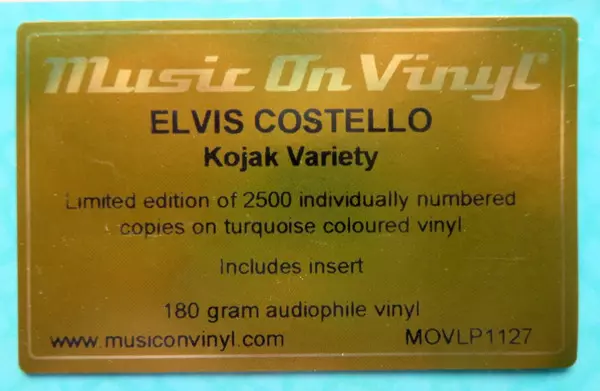 Music On Vinyl
ELVIS COSTELLO
Kojak Variety
Limited edition of 2500 individually numbered
copies on turquoise coloured vinyl
Includes insert
180 gram audiophile vinyl
www.musiconvinyl.com MOVLP1127